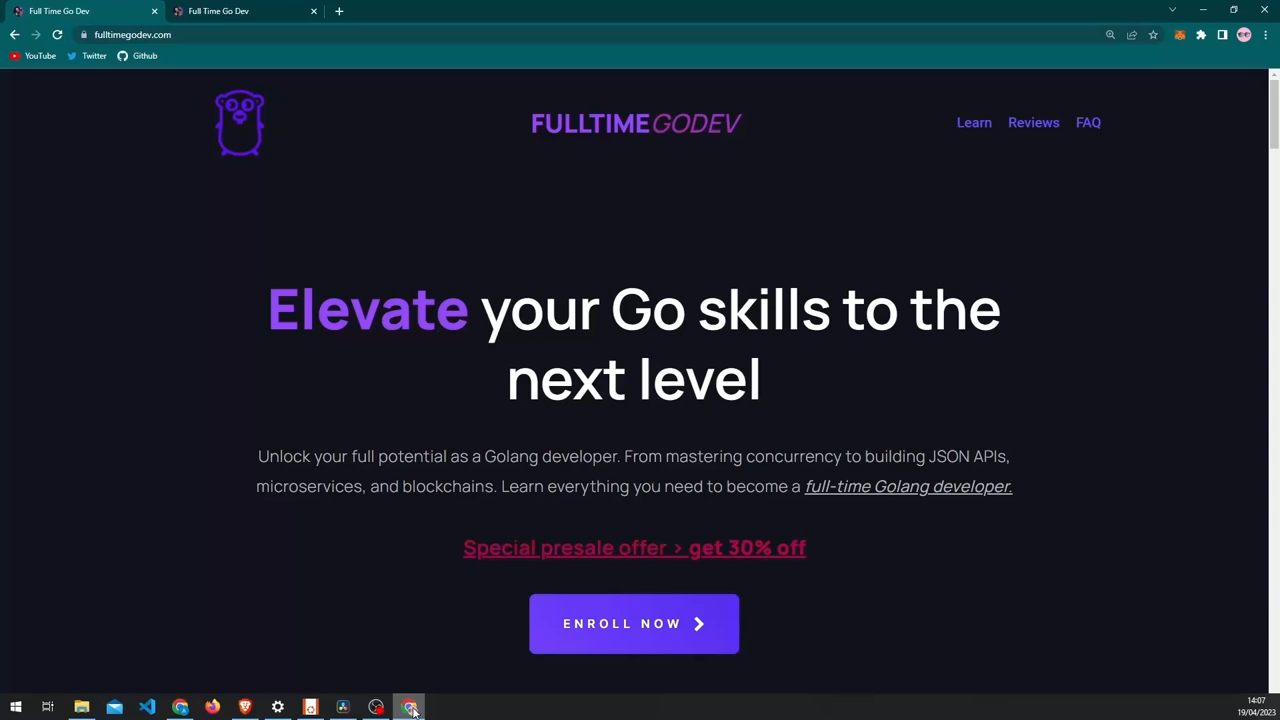 Full Time Go Dev
Full Time Go Dev
fulltimegodev.com
YouTube
Twitter
Github
FULLTIMEGODEV
Learn
Reviews
FAQ
Elevate your Go skills to the
next level
Unlock your full potential as a Golang developer. From mastering concurrency to building JSON APIs,
microservices, and blockchains. Learn everything you need to become a full-time Golang developer.
Special presale offer > get 30% off
ENROLL NOW
14:07
19/04/2023